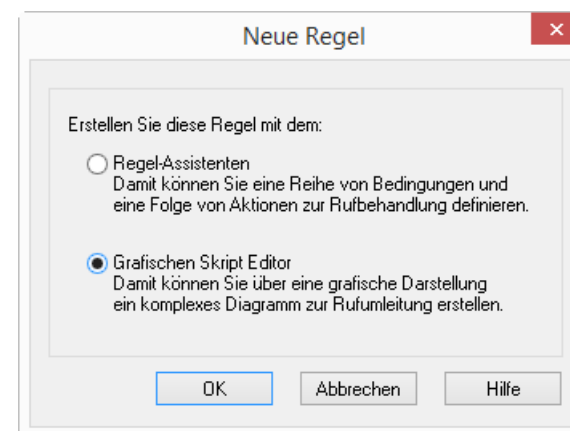 Neue Regel
Erstellen Sie diese Regel mit dem:
Regel-Assistenten
Damit können Sie eine Reihe von Bedingungen und
eine Folge von Aktionen zur Rufbehandlung definieren.
Grafischen Skript Editor
Damit können Sie über eine grafische Darstellung
ein komplexes Diagramm zur Rufumleitung erstellen.
OK Abbrechen Hilfe